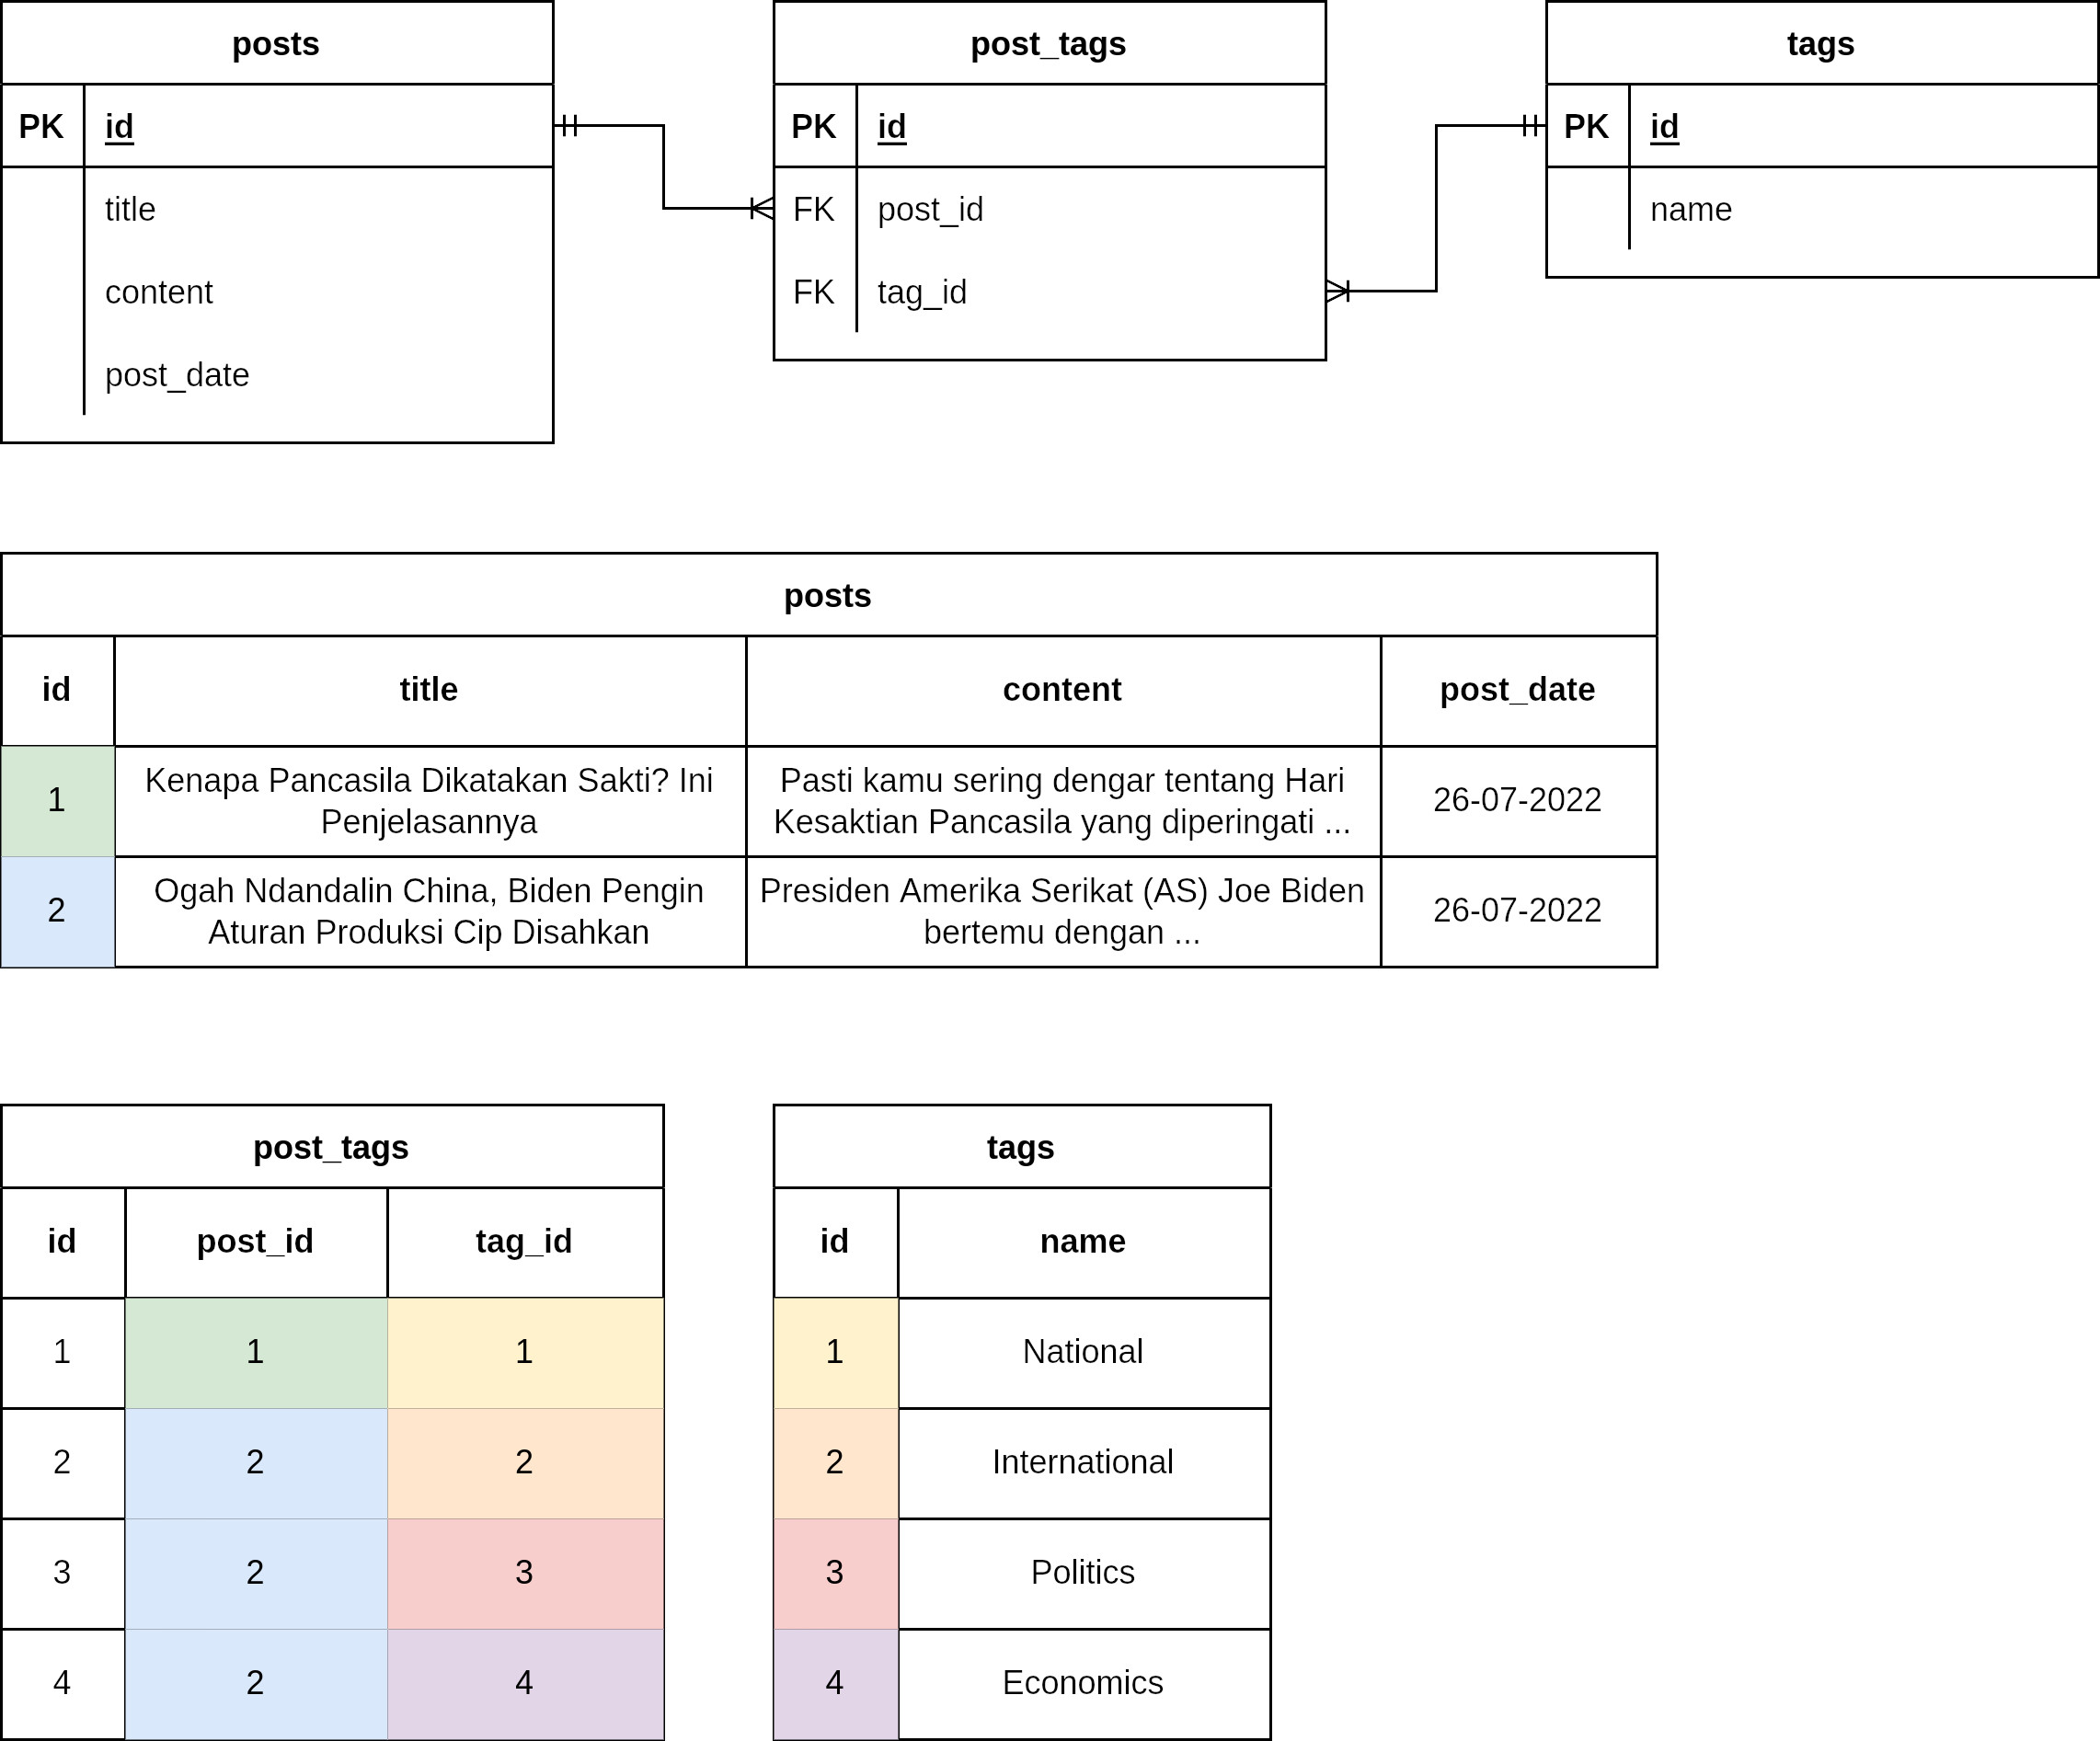 posts
PK id
title
content
post_date
post_tags
PK id
FK post_id
FK tag_id
tags
PK id
name
posts
id title content post_date
1 Kenapa Pancasila Dikatakan Sakti? Ini Penjelasannya Pasti kamu sering dengar tentang Hari Kesaktian Pancasila yang diperingati ... 26-07-2022
2 Ogah Ndandalin China, Biden Pengin Aturan Produksi Cip Disahkan Presiden Amerika Serikat (AS) Joe Biden bertemu dengan ... 26-07-2022
post_tags
id post_id tag_id
1 1 1
2 2 2
3 2 3
4 2 4
tags
id name
1 National
2 International
3 Politics
4 Economics